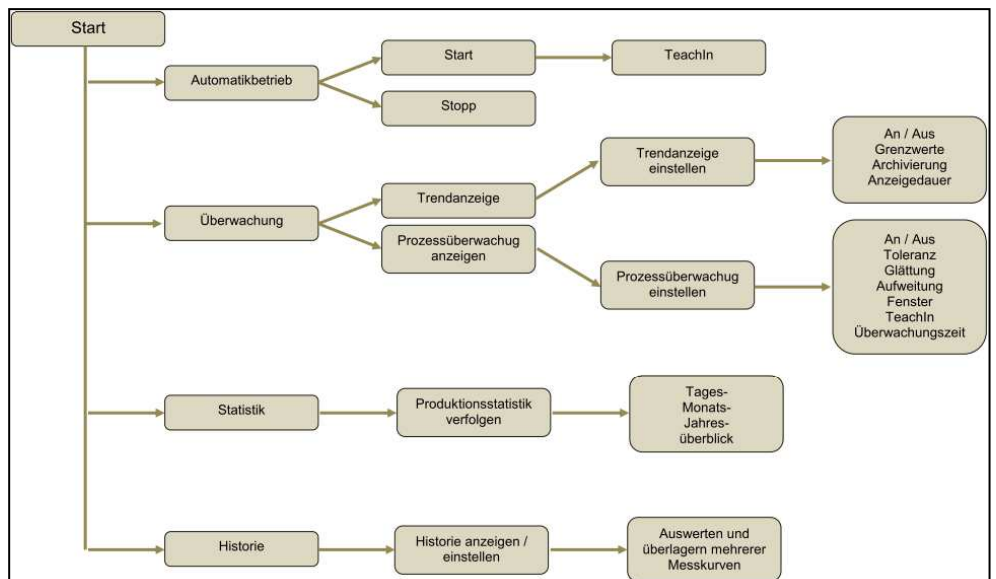 Start
Automatikbetrieb
Start
TeachIn
Stopp
Überwachung
Trendanzeige
Trendanzeige
einstellen
An / Aus
Grenzwerte
Archivierung
Anzeigedauer
Prozessüberwachug
anzeigen
Prozessüberwachug
einstellen
An / Aus
Toleranz
Glättung
Aufweitung
Fenster
TeachIn
Überwachungszeit
Statistik
Produktionsstatistik
verfolgen
Tages-
Monats-
Jahres-
überblick
Historie
Historie anzeigen /
einstellen
Auswerten und
überlagern mehrerer
Messkurven